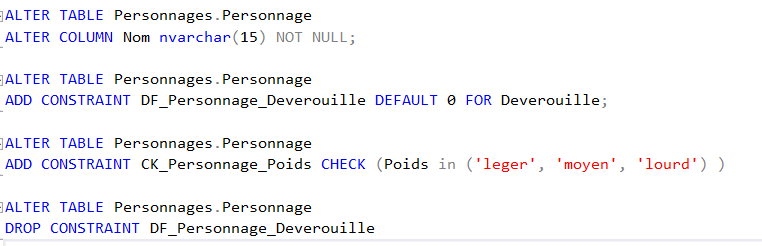 ALTER TABLE Personnages.Personnage
ALTER COLUMN Nom nvarchar(15) NOT NULL;
ALTER TABLE Personnages.Personnage
ADD CONSTRAINT DF_Personnage_Deverouille DEFAULT 0 FOR Deverouille;
ALTER TABLE Personnages.Personnage
ADD CONSTRAINT CK_Personnage_Poids CHECK (Poids in ('leger', 'moyen', 'lourd') )
ALTER TABLE Personnages.Personnage
DROP CONSTRAINT DF_Personnage_Deverouille